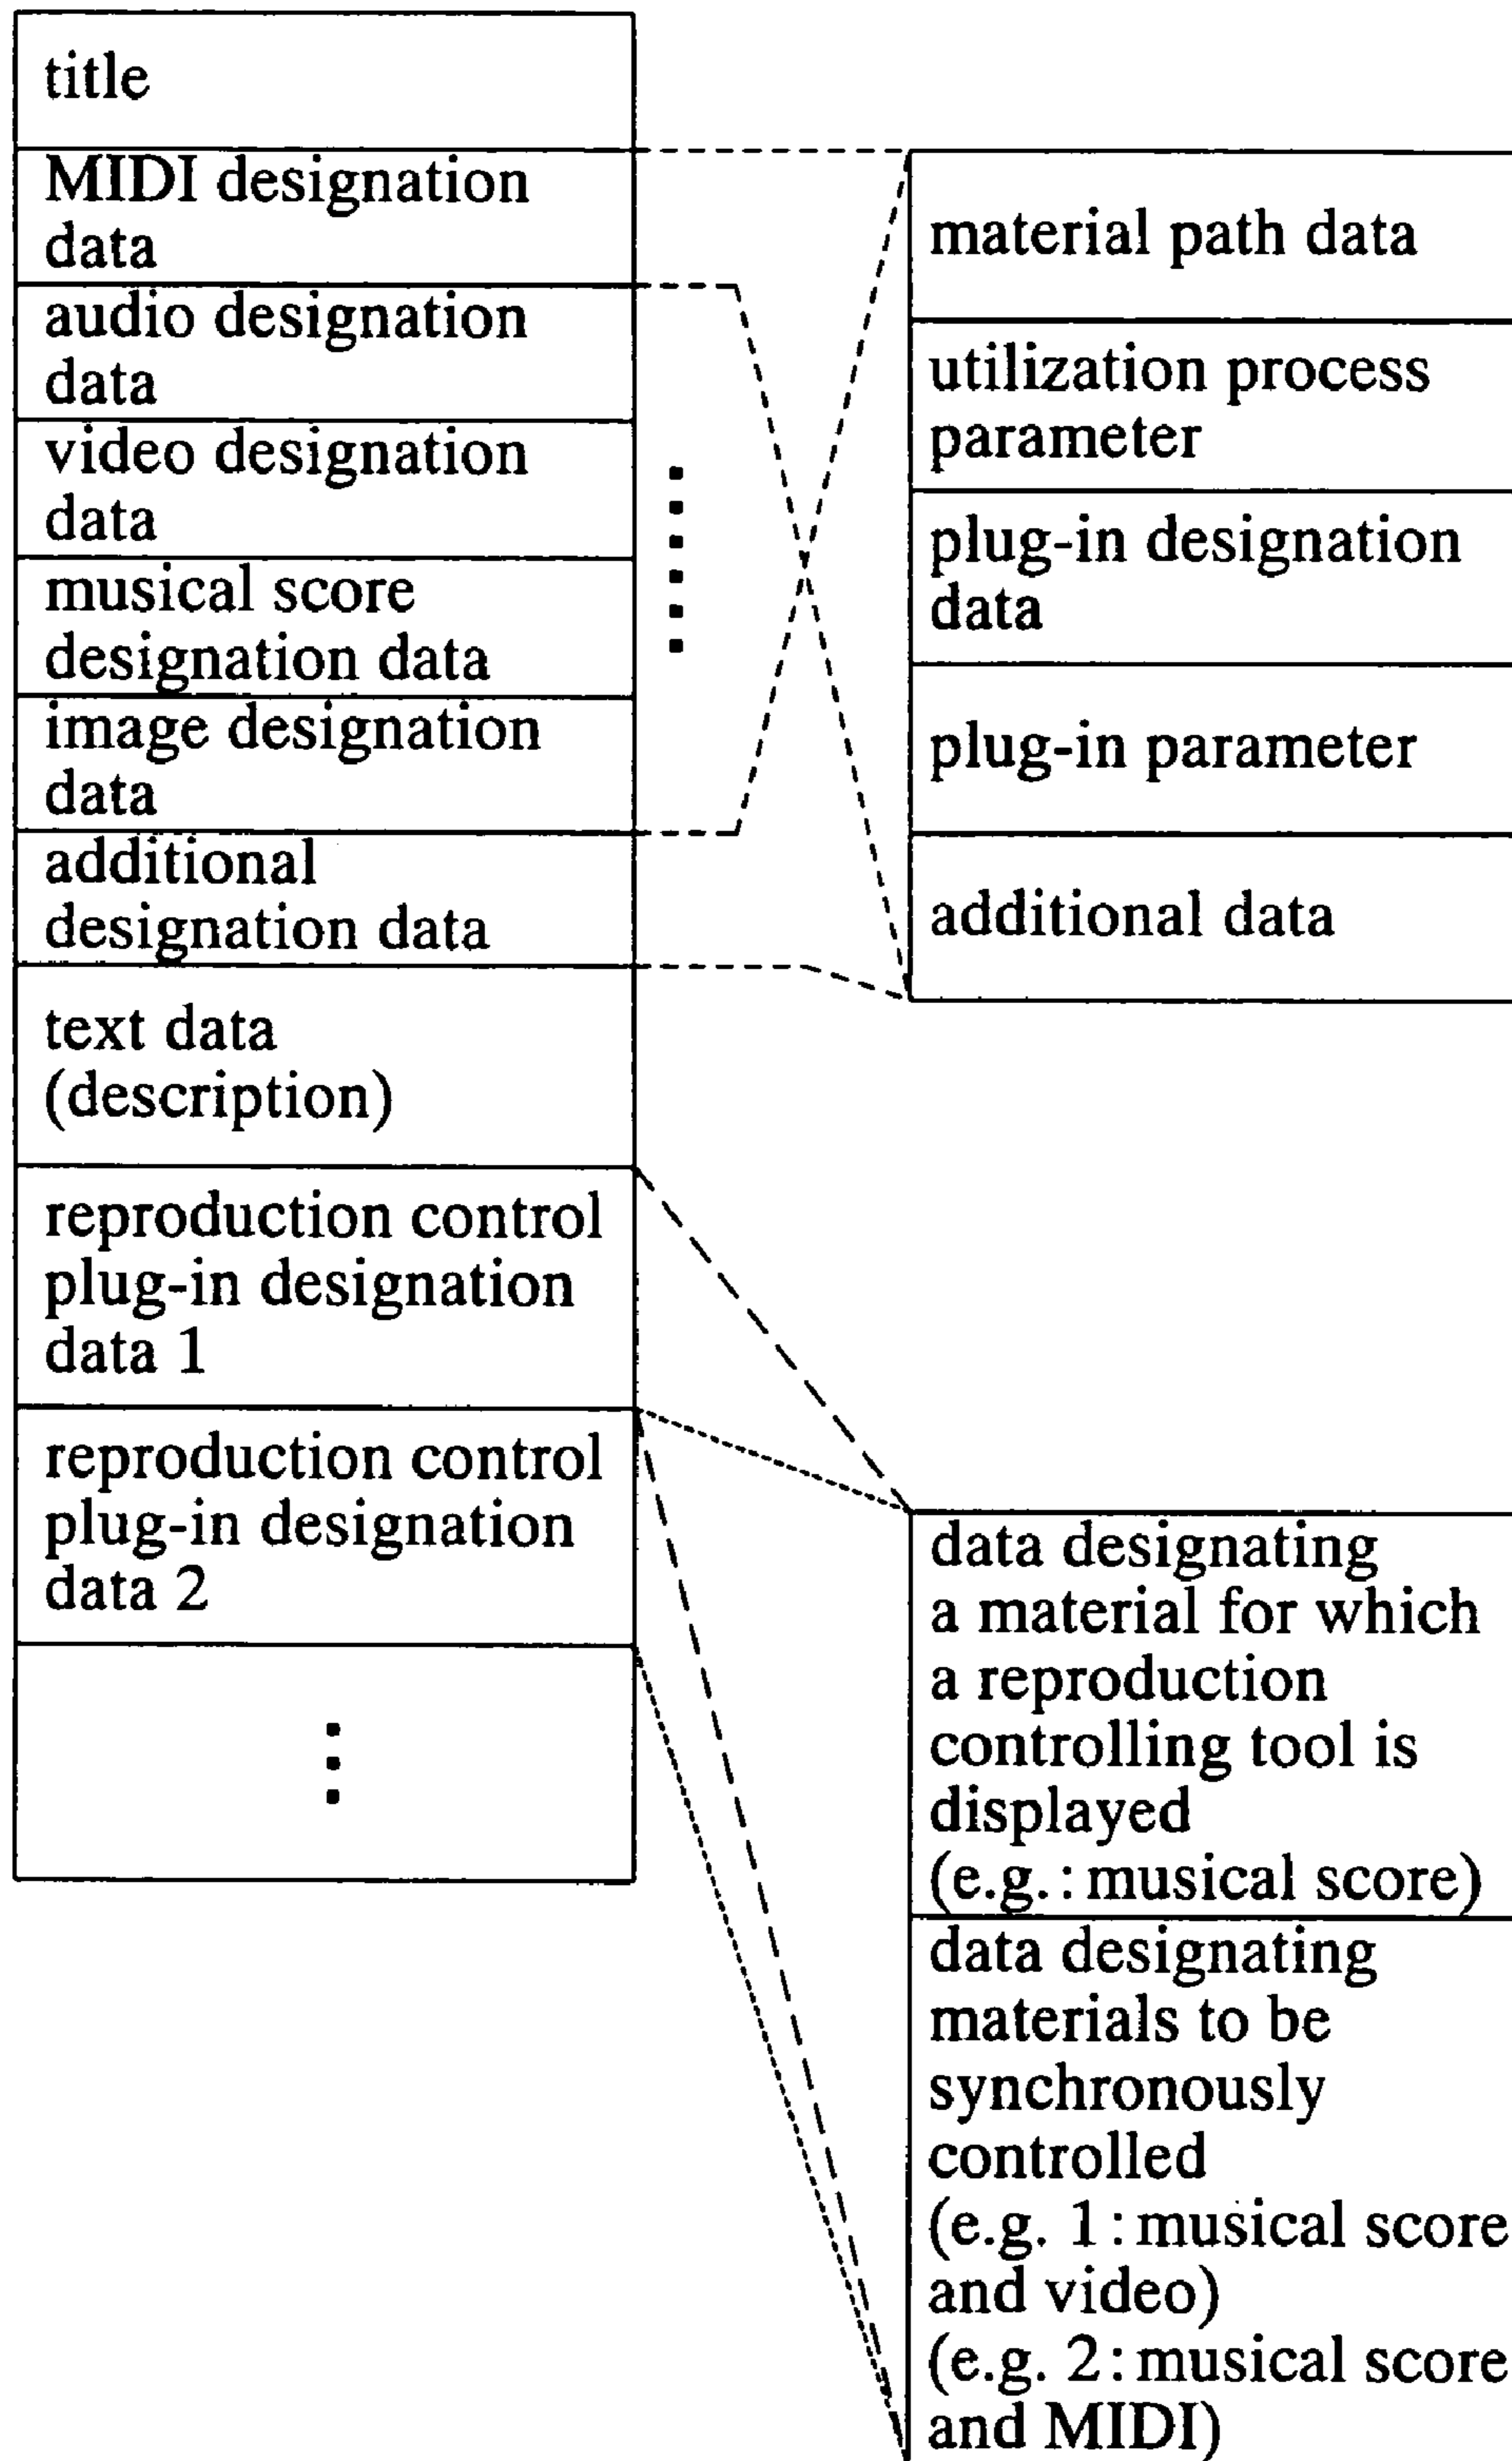 title
MIDI designation
data
audio designation
data
video designation
data
musical score
designation data
image designation
data
additional
designation data
text data
(description)
reproduction control
plug-in designation
data 1
reproduction control
plug-in designation
data 2
material path data
utilization process
parameter
plug-in designation
data
plug-in parameter
additional data
data designating
a material for which
a reproduction
controlling tool is
displayed
(e.g.: musical score)
data designating
materials to be
synchronously
controlled
(e.g. 1: musical score
and video)
(e.g. 2: musical score
and MIDI)